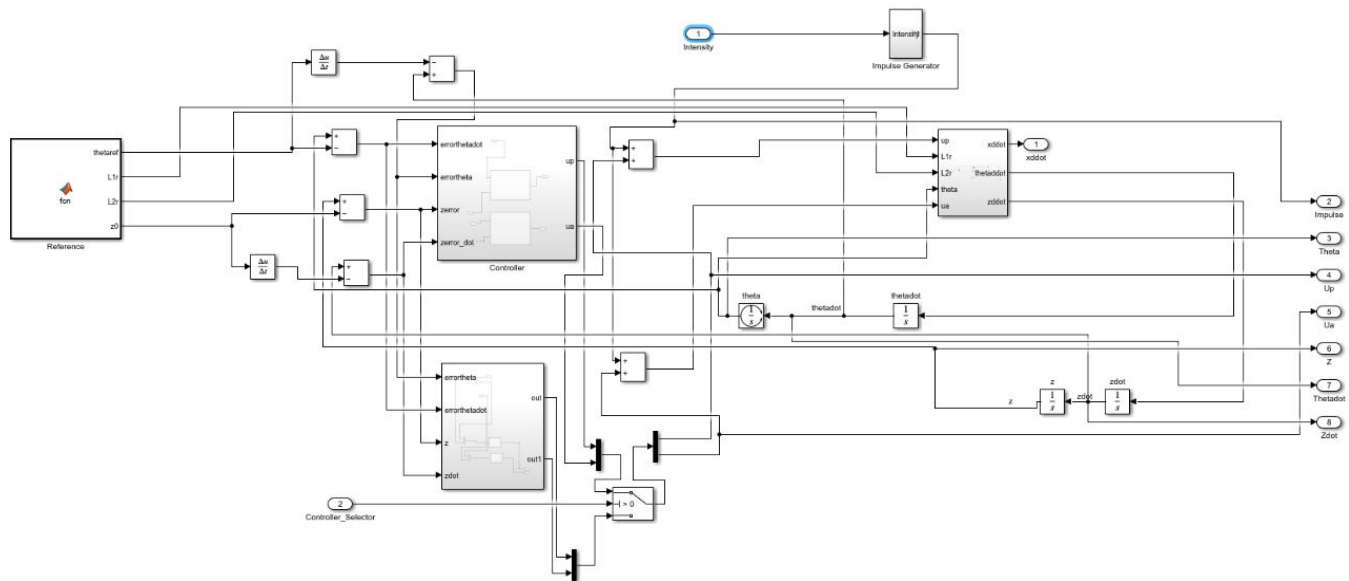 1
Intensity
Intensity
Impulse Generator
Δu
Δt
−
+
thetaref
L1r
L2r
z0
fcn
Reference
+
−
+
−
Δu
Δt
+
−
errorthetadot
errortheta
zerror
zerror_dot
up
ua
Controller
+
+
up
L1r
L2r
theta
ua
xddot
thetaddot
zddot
1
xddot
2
Impulse
3
Theta
4
Up
5
Ua
6
Z
7
Thetadot
8
Zdot
theta
1
s
thetadot
thetadot
1
s
+
+
z
z
1
s
zdot
zdot
1
s
errortheta
errorthetadot
z
zdot
out
out1
2
Controller_Selector
> 0